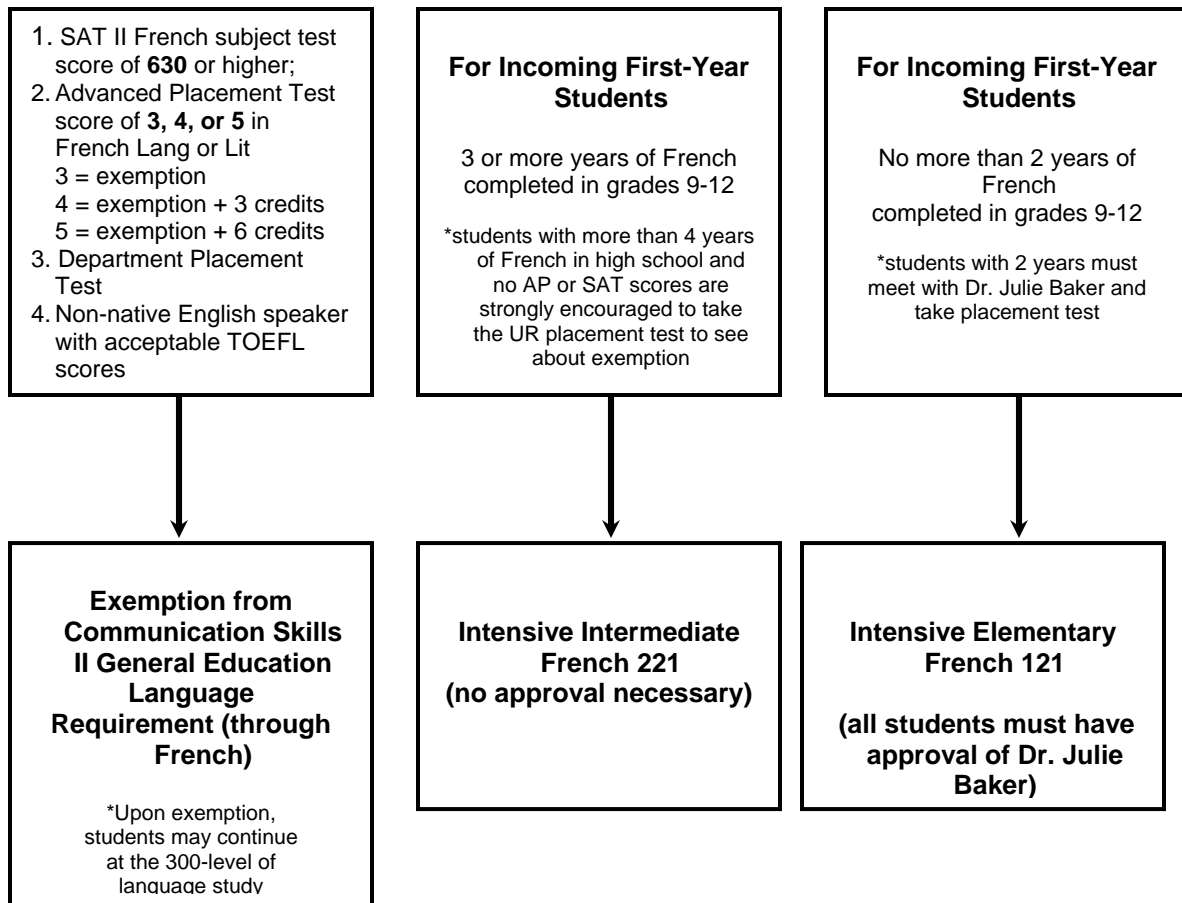 1. SAT II French subject test
score of 630 or higher;
2. Advanced Placement Test
score of 3, 4, or 5 in
French Lang or Lit
3 = exemption
4 = exemption + 3 credits
5 = exemption + 6 credits
3. Department Placement
Test
4. Non-native English speaker
with acceptable TOEFL
scores
For Incoming First-Year
Students
3 or more years of French
completed in grades 9-12
*students with more than 4 years
of French in high school and
no AP or SAT scores are
strongly encouraged to take
the UR placement test to see
about exemption
For Incoming First-Year
Students
No more than 2 years of
French
completed in grades 9-12
*students with 2 years must
meet with Dr. Julie Baker and
take placement test
Exemption from
Communication Skills
II General Education
Language
Requirement (through
French)
*Upon exemption,
students may continue
at the 300-level of
language study
Intensive Intermediate
French 221
(no approval necessary)
Intensive Elementary
French 121
(all students must have
approval of Dr. Julie
Baker)